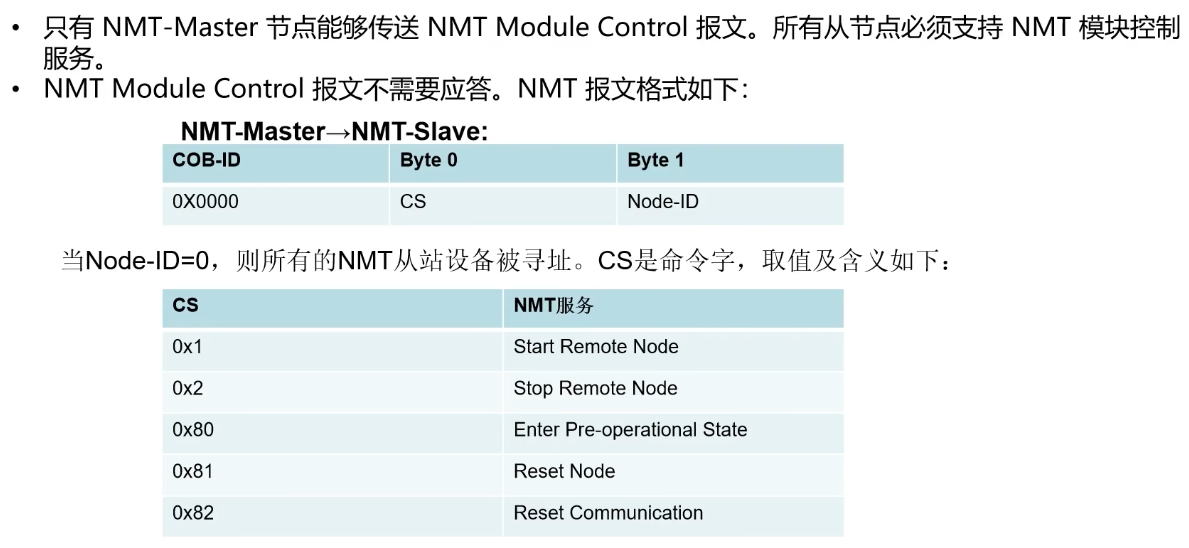 • 只有 NMT-Master 节点能够传送 NMT Module Control 报文。所有从节点必须支持 NMT 模块控制
服务。
• NMT Module Control 报文不需要应答。NMT 报文格式如下：
NMT-Master→NMT-Slave:
COB-ID Byte 0 Byte 1
0X0000 CS Node-ID
当Node-ID=0，则所有的NMT从站设备被寻址。CS是命令字，取值及含义如下：
CS NMT服务
0x1 Start Remote Node
0x2 Stop Remote Node
0x80 Enter Pre-operational State
0x81 Reset Node
0x82 Reset Communication